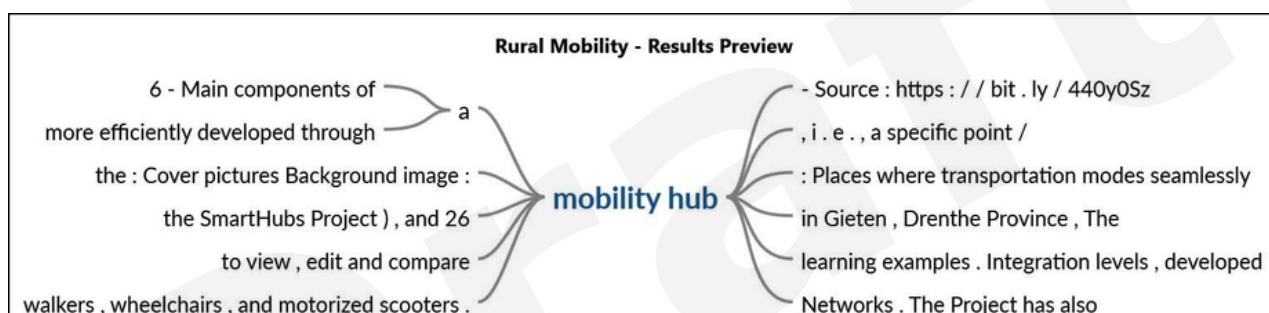 Rural Mobility - Results Preview
6 - Main components of
more efficiently developed through
a
the : Cover pictures Background image :
the SmartHubs Project ) , and 26
to view , edit and compare
walkers , wheelchairs , and motorized scooters .
mobility hub
- Source : https : / / bit . ly / 440y0Sz
, i . e . , a specific point /
: Places where transportation modes seamlessly
in Gieten , Drenthe Province , The
learning examples . Integration levels , developed
Networks . The Project has also